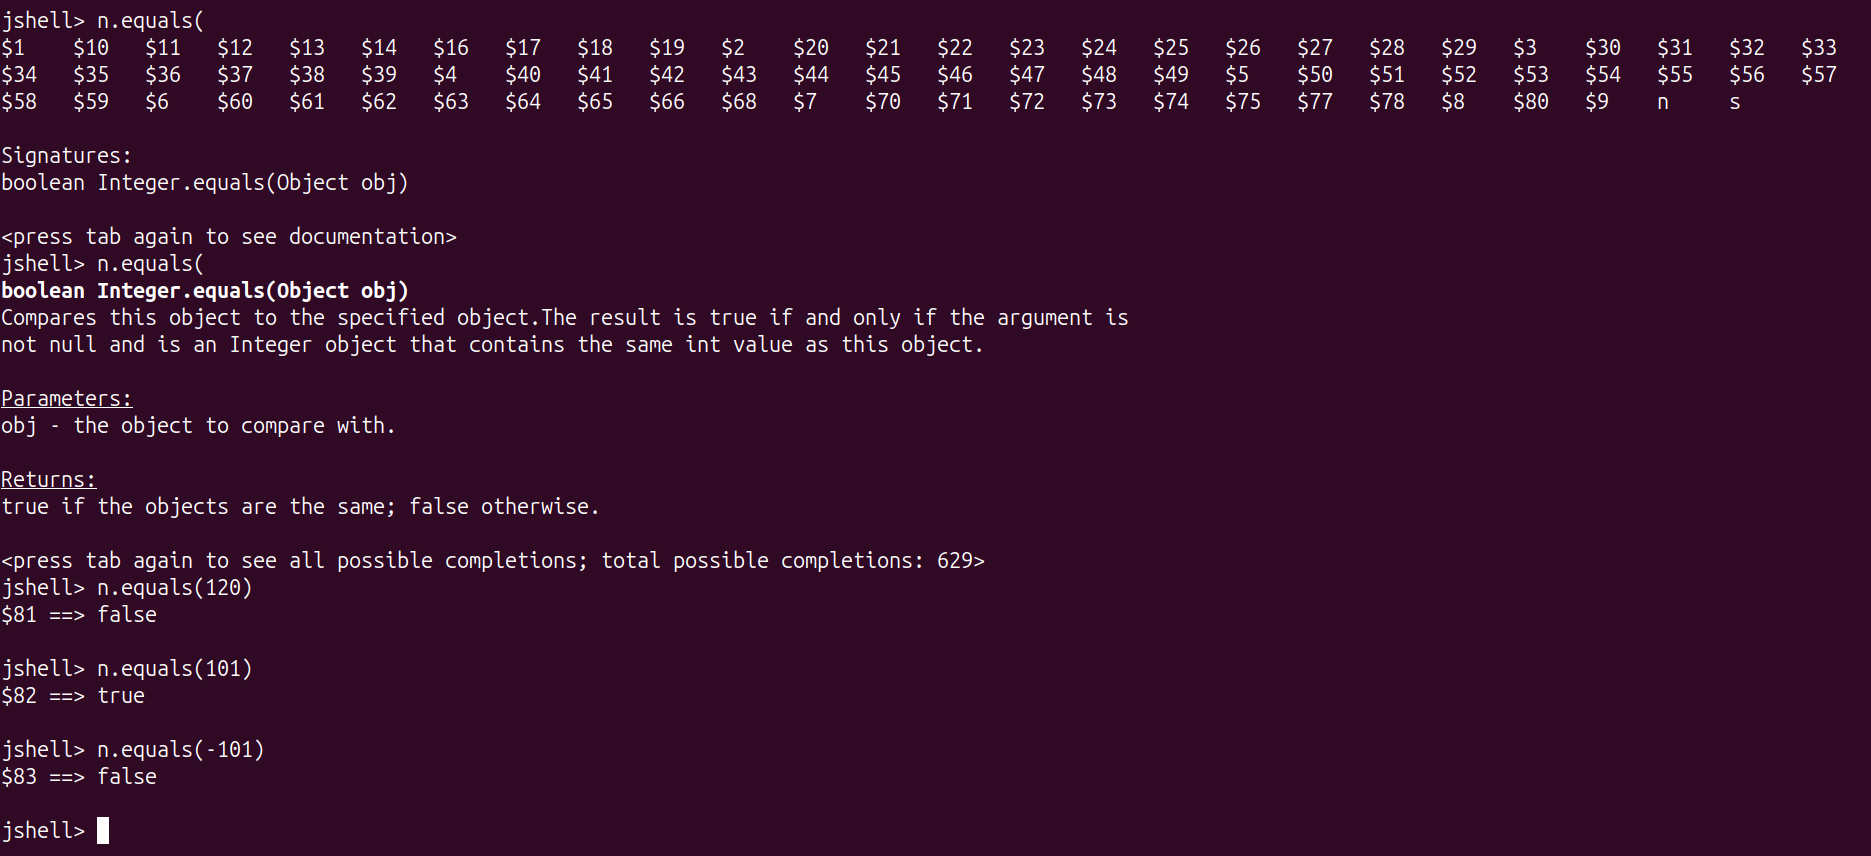 jshell> n.equals(
$1 $10 $11 $12 $13 $14 $16 $17 $18 $19 $2 $20 $21 $22 $23 $24 $25 $26 $27 $28 $29 $3 $30 $31 $32 $33
$34 $35 $36 $37 $38 $39 $4 $40 $41 $42 $43 $44 $45 $46 $47 $48 $49 $5 $50 $51 $52 $53 $54 $55 $56 $57
$58 $59 $6 $60 $61 $62 $63 $64 $65 $66 $68 $7 $70 $71 $72 $73 $74 $75 $77 $78 $8 $80 $9 n s
Signatures:
boolean Integer.equals(Object obj)
<press tab again to see documentation>
jshell> n.equals(
boolean Integer.equals(Object obj)
Compares this object to the specified object.The result is true if and only if the argument is
not null and is an Integer object that contains the same int value as this object.
Parameters:
obj - the object to compare with.
Returns:
true if the objects are the same; false otherwise.
<press tab again to see all possible completions; total possible completions: 629>
jshell> n.equals(120)
$81 ==> false
jshell> n.equals(101)
$82 ==> true
jshell> n.equals(-101)
$83 ==> false
jshell>